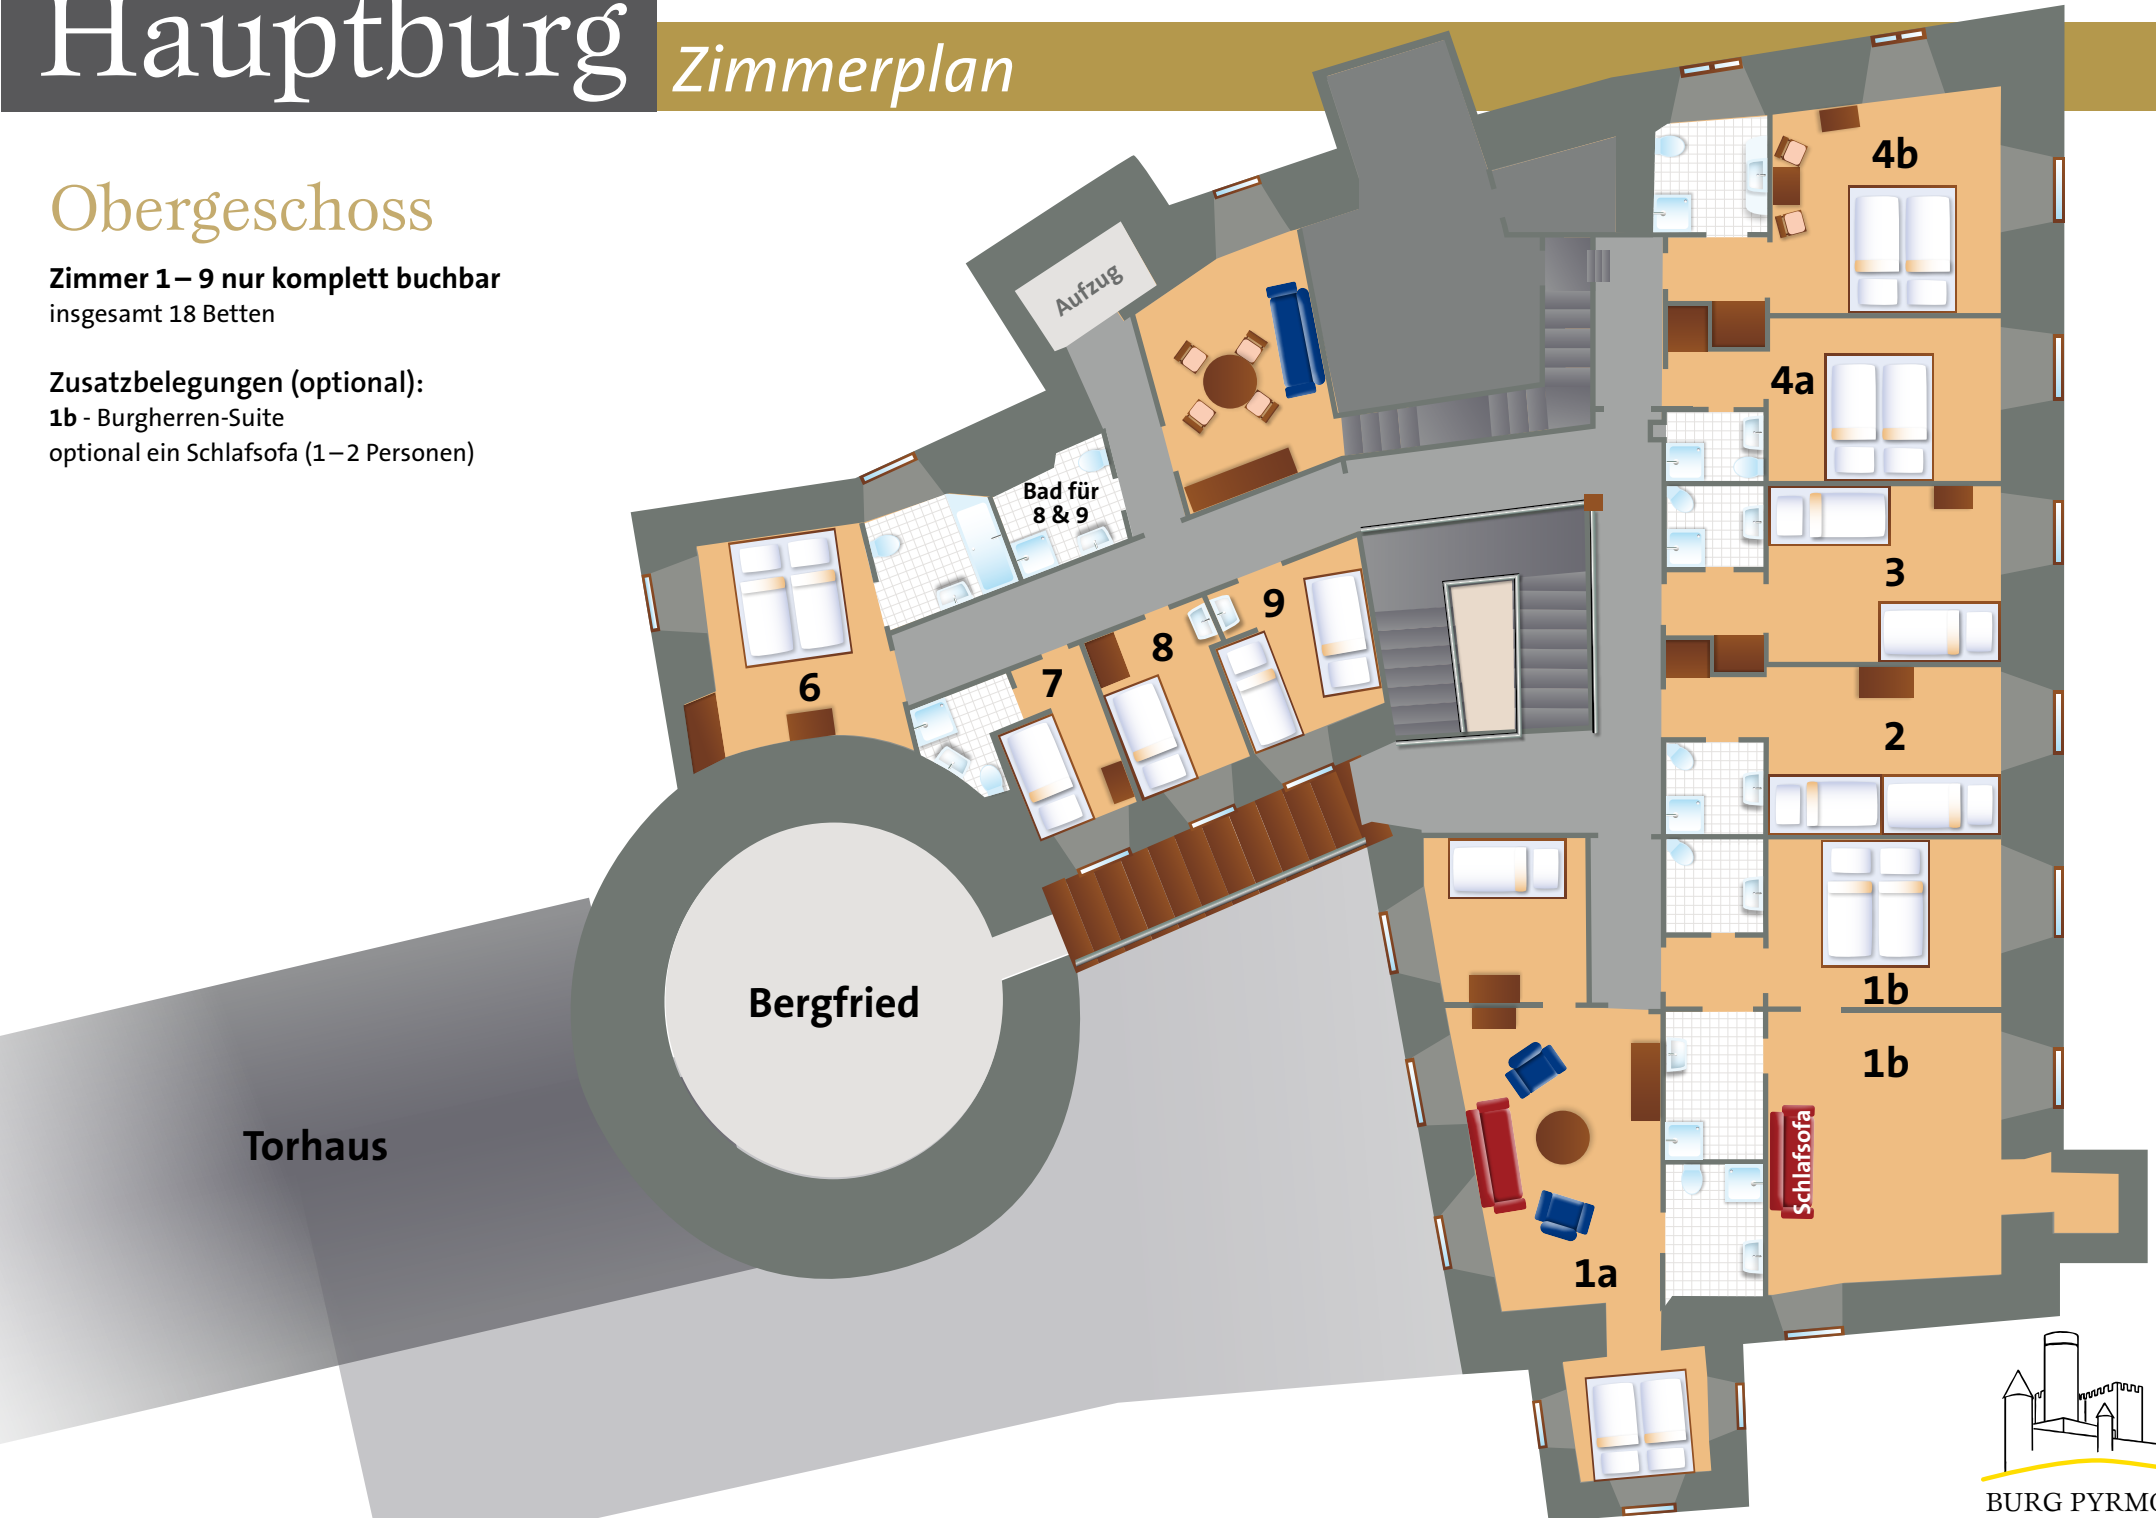 Hauptburg
Zimmerplan
Obergeschoss
Zimmer 1 – 9 nur komplett buchbar
insgesamt 18 Betten
Zusatzbelegungen (optional):
1b - Burgherren-Suite
optional ein Schlafsofa (1 – 2 Personen)
4b
Aufzug
4a
Bad für
8 & 9
3
9
8
7
6
2
1b
Bergfried
1b
Torhaus
Schlafsofa
1a
BURG PYRMO